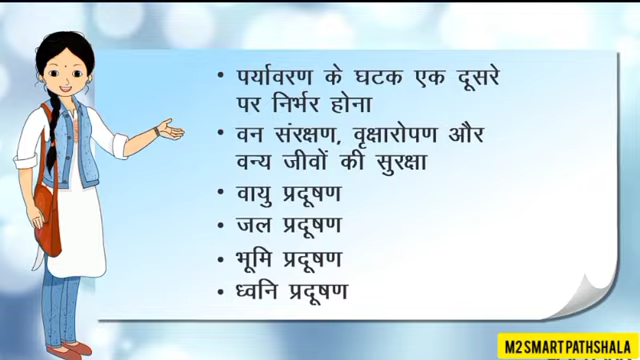 • पर्यावरण के घटक एक दूसरे
पर निर्भर होना
• वन संरक्षण, वृक्षारोपण और
वन्य जीवों की सुरक्षा
• वायु प्रदूषण
• जल प्रदूषण
• भूमि प्रदूषण
• ध्वनि प्रदूषण
M2 SMART PATHSHALA